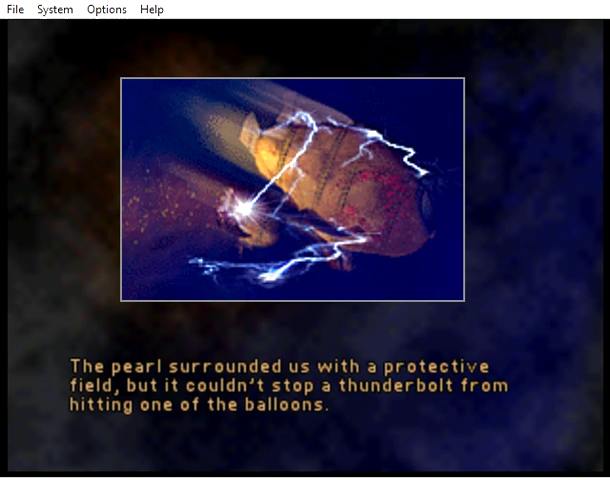 File System Options Help
The pearl surrounded us with a protective
field, but it couldn't stop a thunderbolt from
hitting one of the balloons.